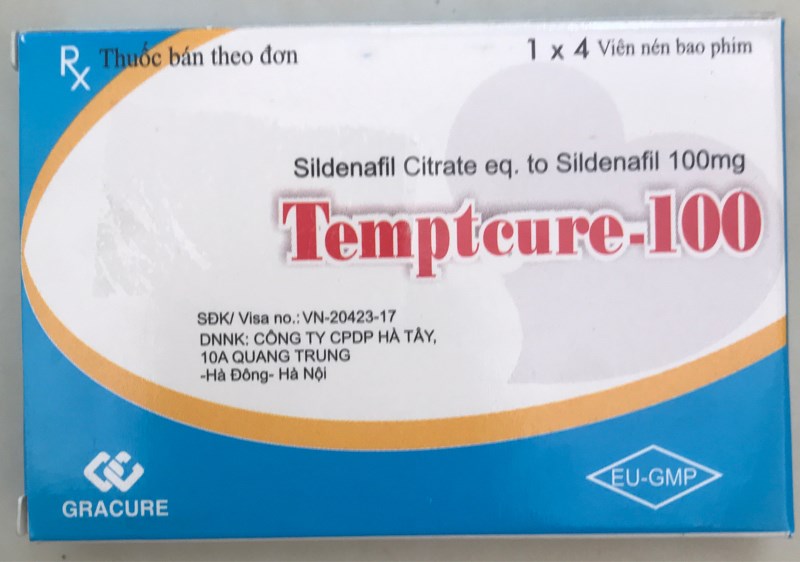 Rx Thuốc bán theo đơn
1 x 4 Viên nén bao phim
Sildenafil Citrate eq. to Sildenafil 100mg
Temptcure-100
SĐK/ Visa no.: VN-20423-17
DNNK: CÔNG TY CPDP HÀ TÂY,
10A QUANG TRUNG
-Hà Đông- Hà Nội
GRACURE
EU-GMP